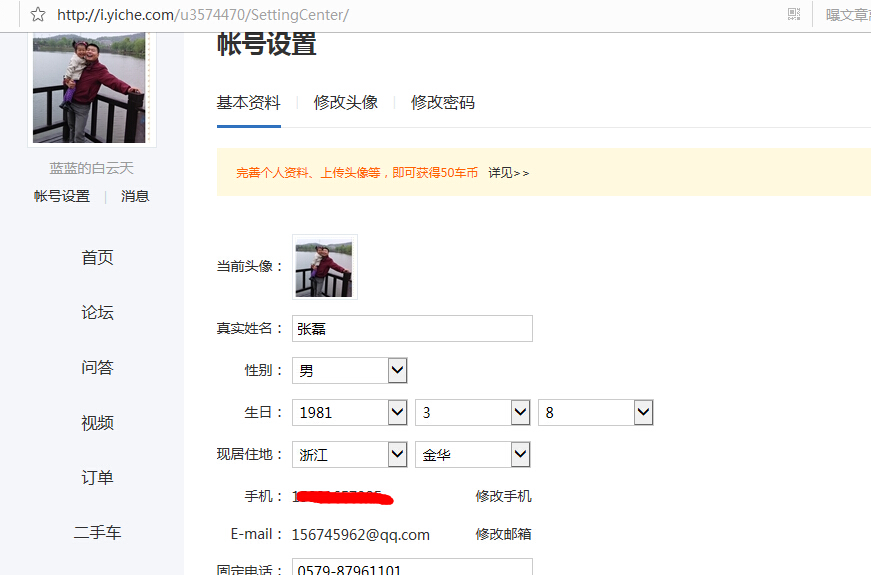 http://i.yiche.com/u3574470/SettingCenter/
曝文章
帐号设置
基本资料 | 修改头像 | 修改密码
完善个人资料、上传头像等，即可获得50车币 详见>>
蓝蓝的白云天
帐号设置 | 消息
首页
论坛
问答
视频
订单
二手车
当前头像：
真实姓名： 张磊
性别： 男
生日： 1981 3 8
现居住地： 浙江 金华
手机： 修改手机
E-mail： 156745962@qq.com 修改邮箱
固定电话： 0579-87961101